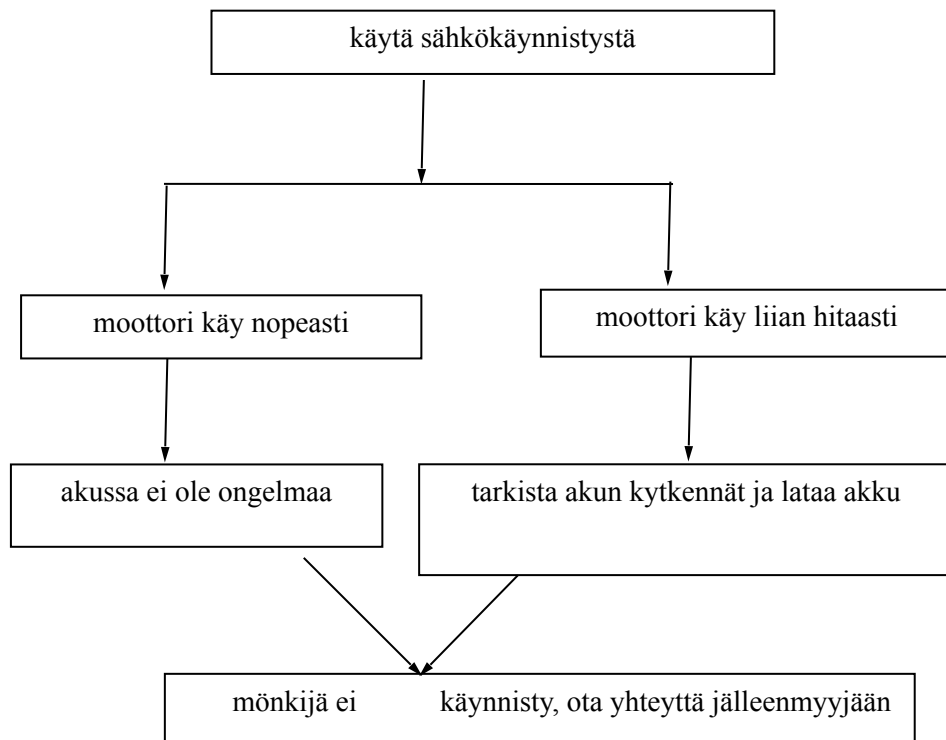 käytä sähkökäynnistystä
moottori käy nopeasti
moottori käy liian hitaasti
akussa ei ole ongelmaa
tarkista akun kytkennät ja lataa akku
mönkijä ei käynnisty, ota yhteyttä jälleenmyyjään